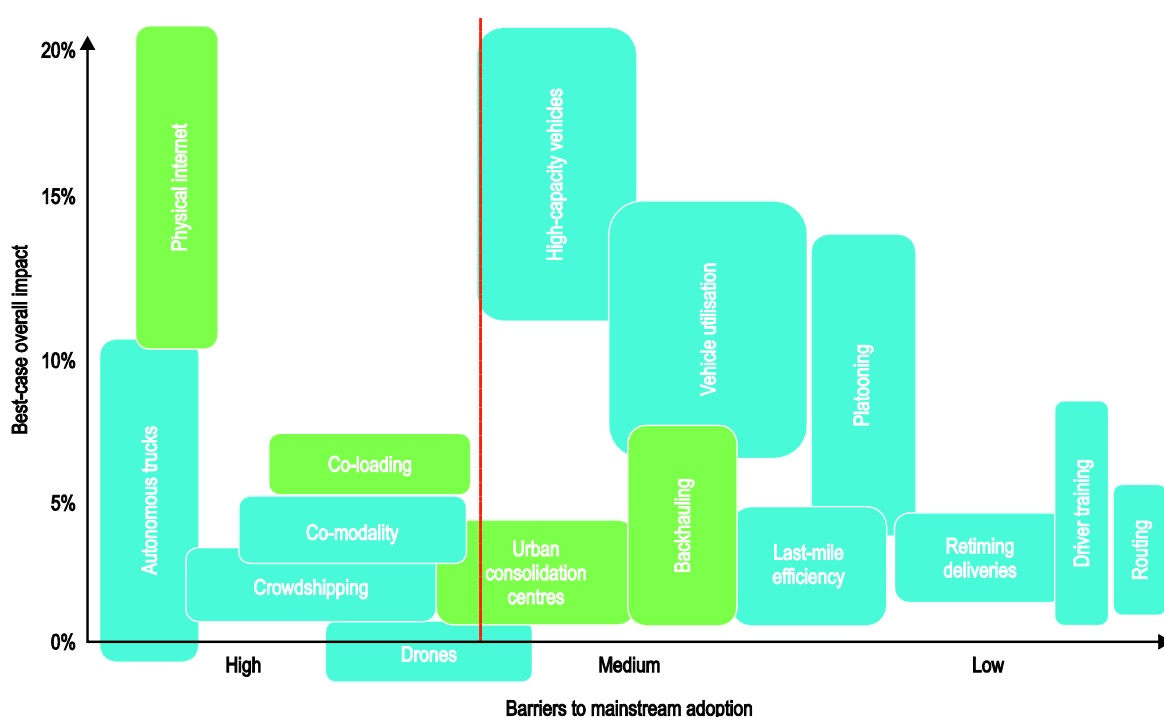 20%
15%
10%
5%
0%
Best-case overall impact
Physical internet
High-capacity vehicles
Vehicle utilisation
Platooning
Autonomous trucks
Co-loading
Co-modality
Crowdshipping
Drones
Urban
consolidation
centres
Backhauling
Last-mile
efficiency
Retiming
deliveries
Driver training
Routing
High
Medium
Low
Barriers to mainstream adoption